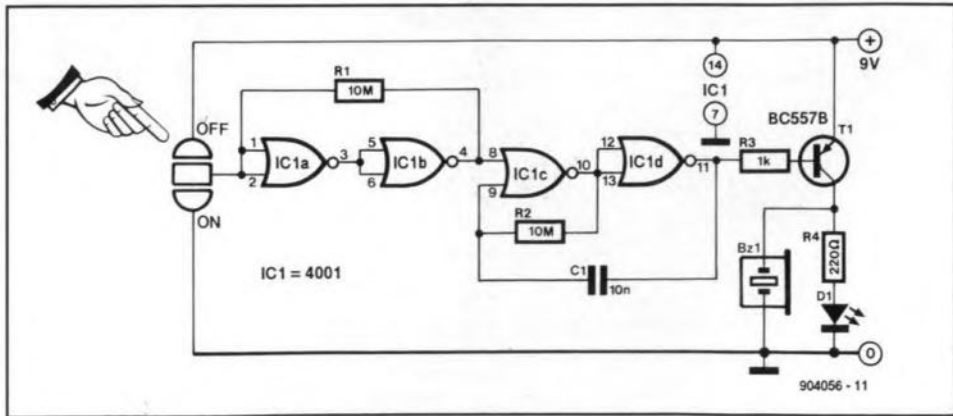 OFF
ON
R1
10M
1
2
IC1a
3
5
6
IC1b
4
8
9
IC1c
10
12
13
IC1d
11
R2
10M
C1
10n
14
IC1
7
R3
1k
BC557B
T1
+
9V
Bz1
R4
220Ω
D1
0
IC1 = 4001
904056 - 11